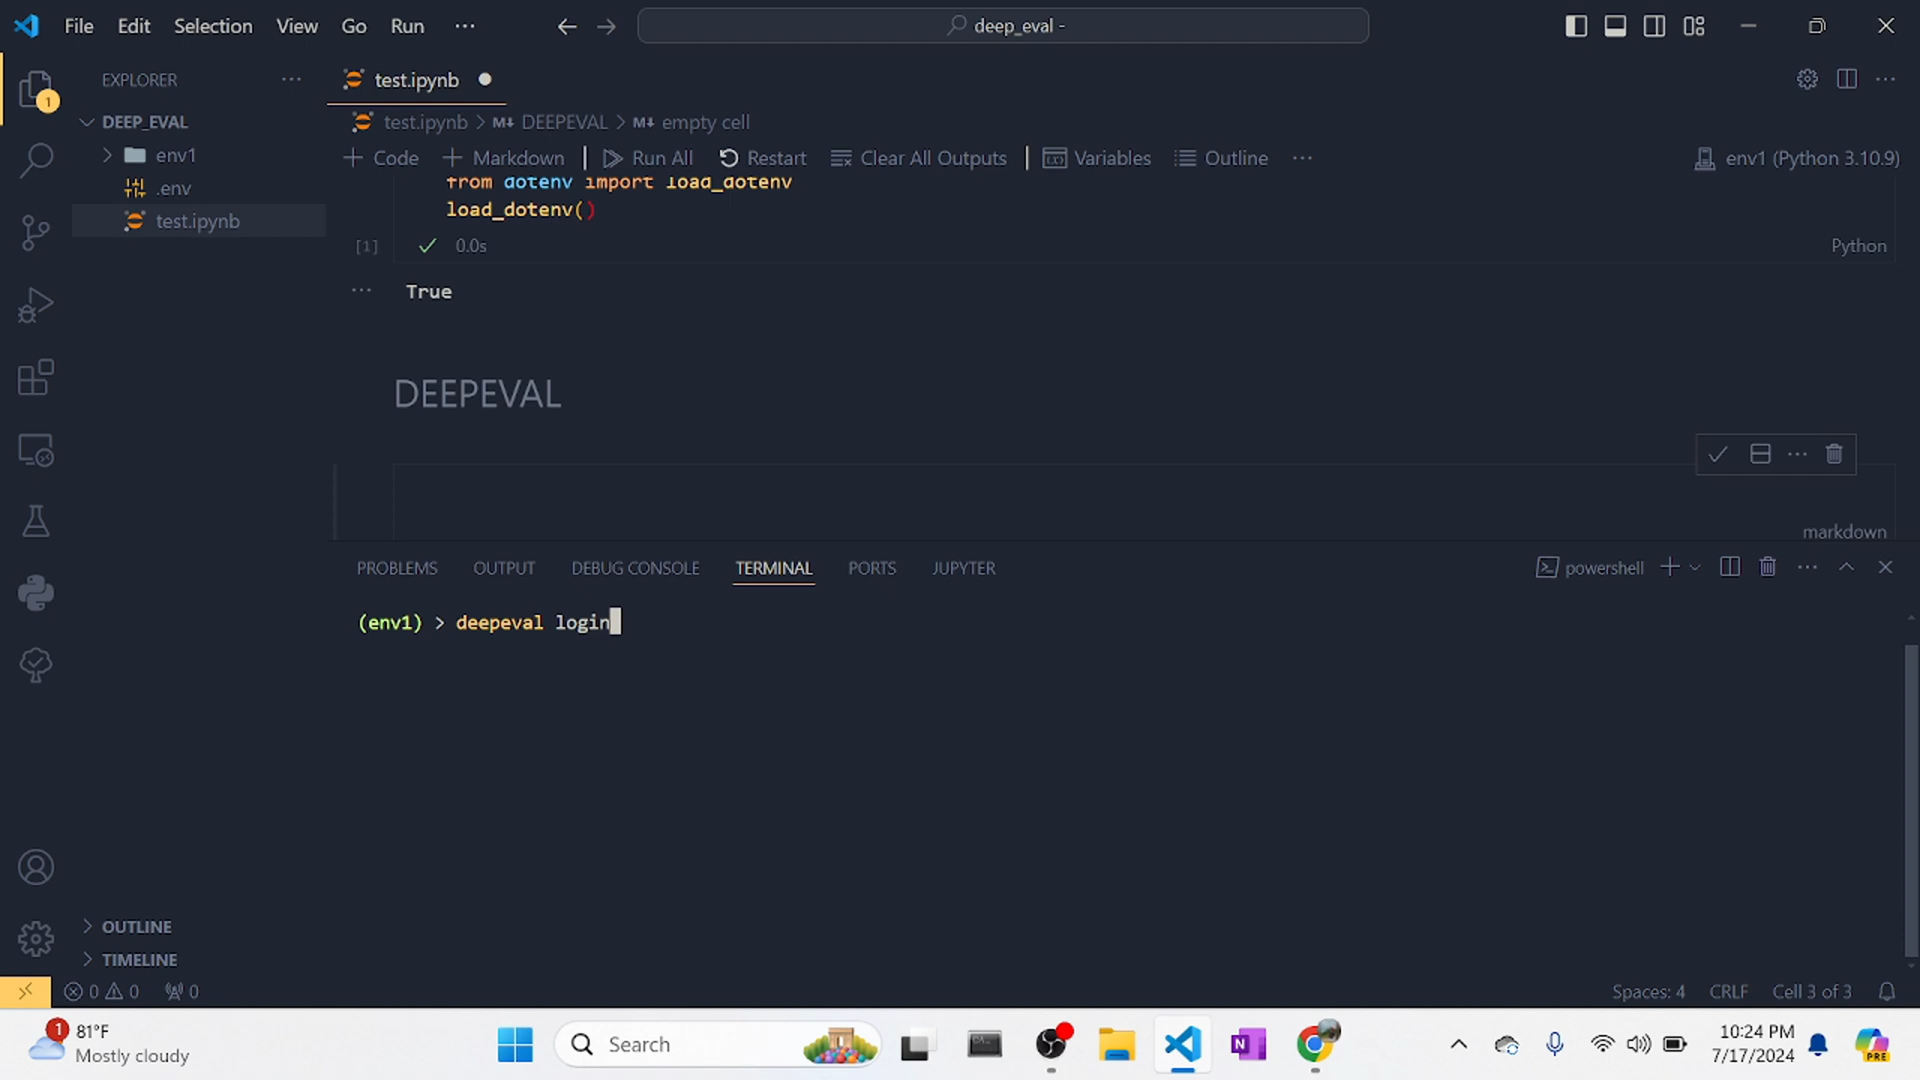 File Edit Selection View Go Run ...
deep_eval -
EXPLORER
DEEP_EVAL
env1
.env
test.ipynb
1
test.ipynb
test.ipynb > M↓ DEEPEVAL > M↓ empty cell
+ Code + Markdown | Run All Restart Clear All Outputs | Variables Outline ...
env1 (Python 3.10.9)
from dotenv import load_dotenv
load_dotenv()
[1] ✓ 0.0s
Python
True
DEEPEVAL
markdown
PROBLEMS OUTPUT DEBUG CONSOLE TERMINAL PORTS JUPYTER
powershell
(env1) > deepeval login
OUTLINE
TIMELINE
0 0 0
Spaces: 4 CRLF Cell 3 of 3
1
81°F
Mostly cloudy
Search
N
10:24 PM
7/17/2024
PRE